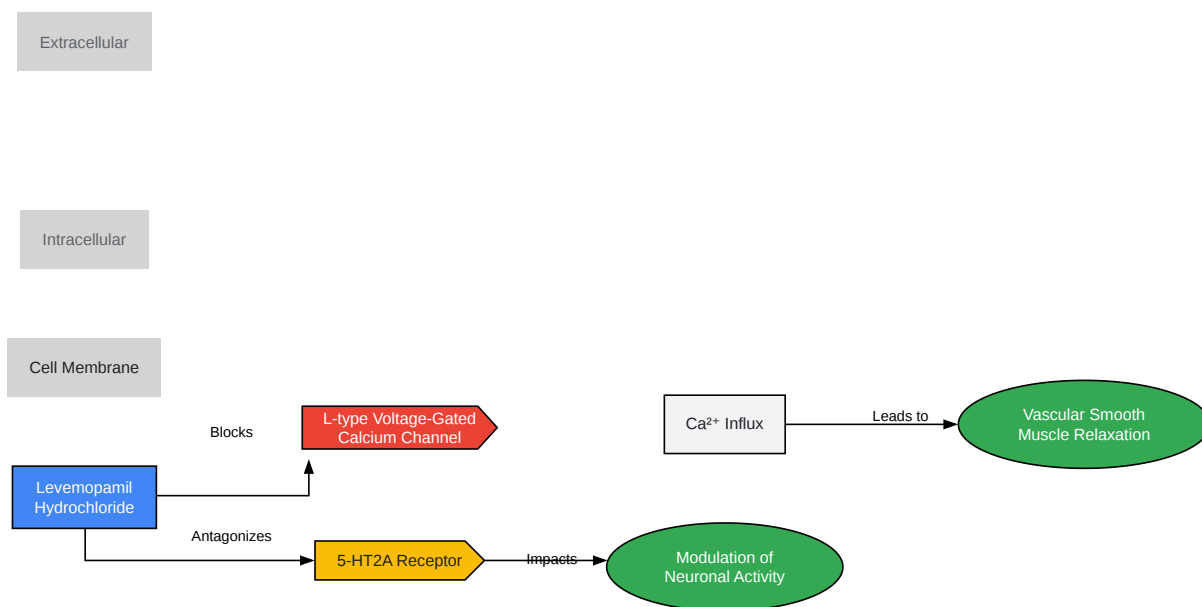 Extracellular
Intracellular
Cell Membrane
Blocks
L-type Voltage-Gated
Calcium Channel
Ca²⁺ Influx
Leads to
Vascular Smooth
Muscle Relaxation
Levemopamil
Hydrochloride
Antagonizes
5-HT2A Receptor
Impacts
Modulation of
Neuronal Activity